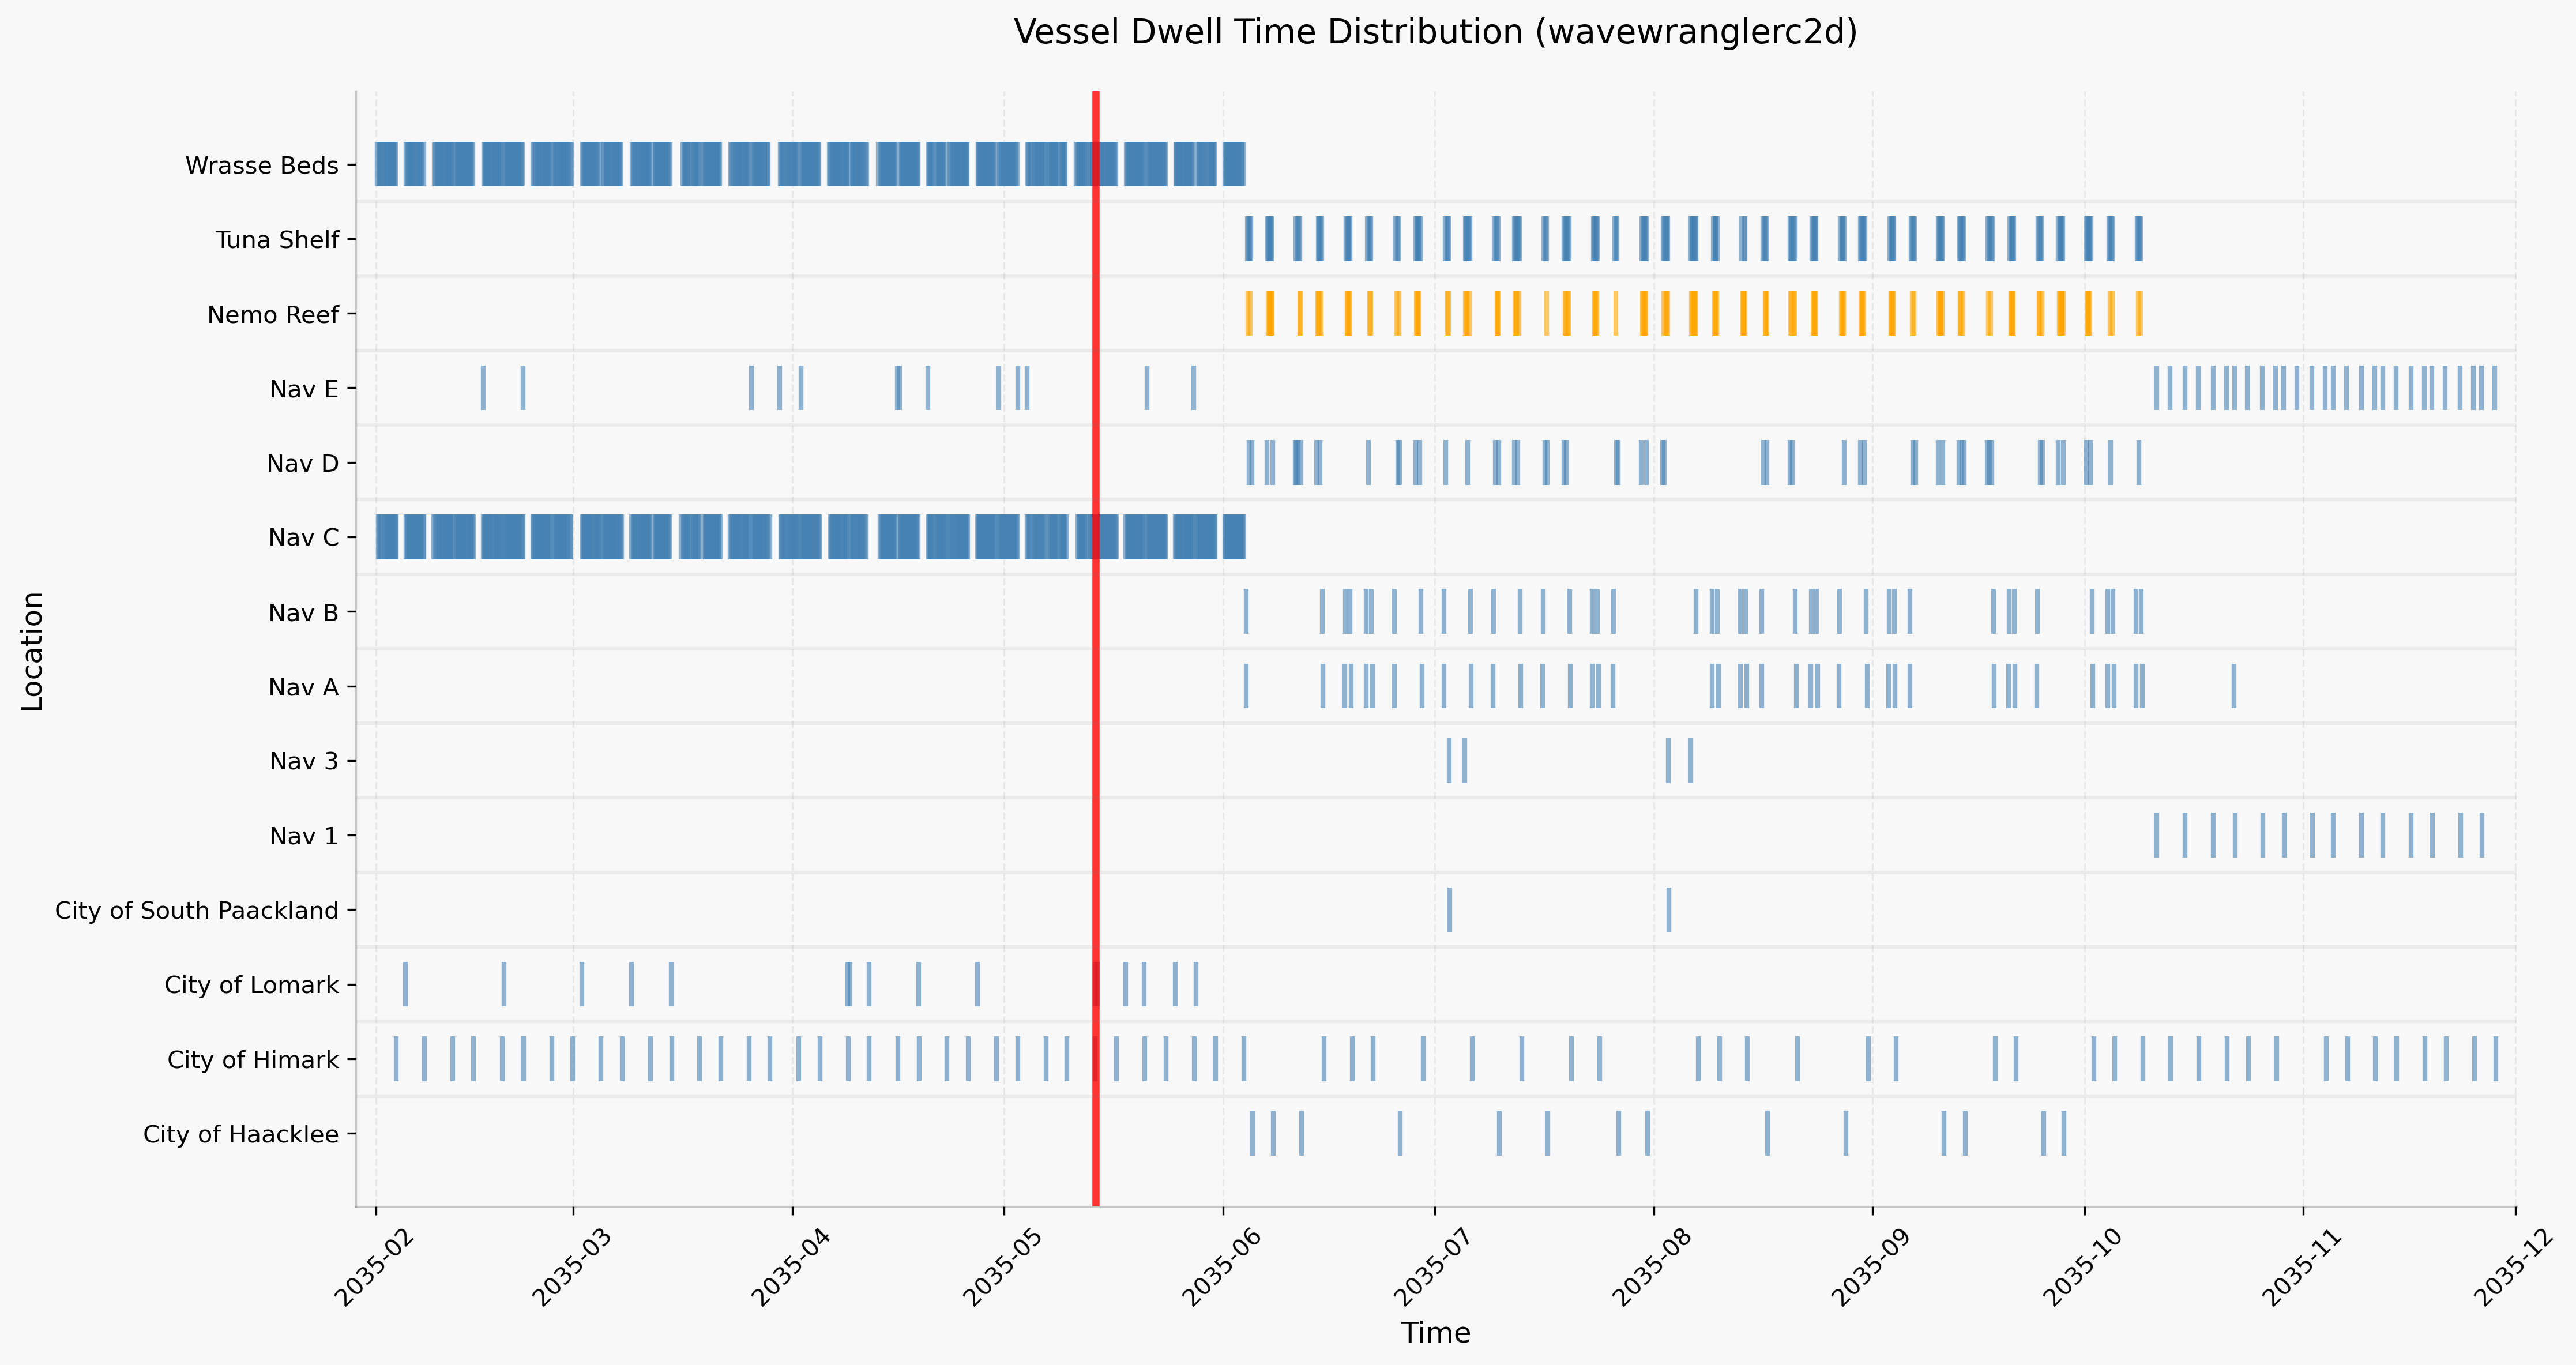 Vessel Dwell Time Distribution (wavewranglerc2d)
Location
Wrasse Beds
Tuna Shelf
Nemo Reef
Nav E
Nav D
Nav C
Nav B
Nav A
Nav 3
Nav 1
City of South Paackland
City of Lomark
City of Himark
City of Haacklee
2035-02
2035-03
2035-04
2035-05
2035-06
2035-07
2035-08
2035-09
2035-10
2035-11
2035-12
Time